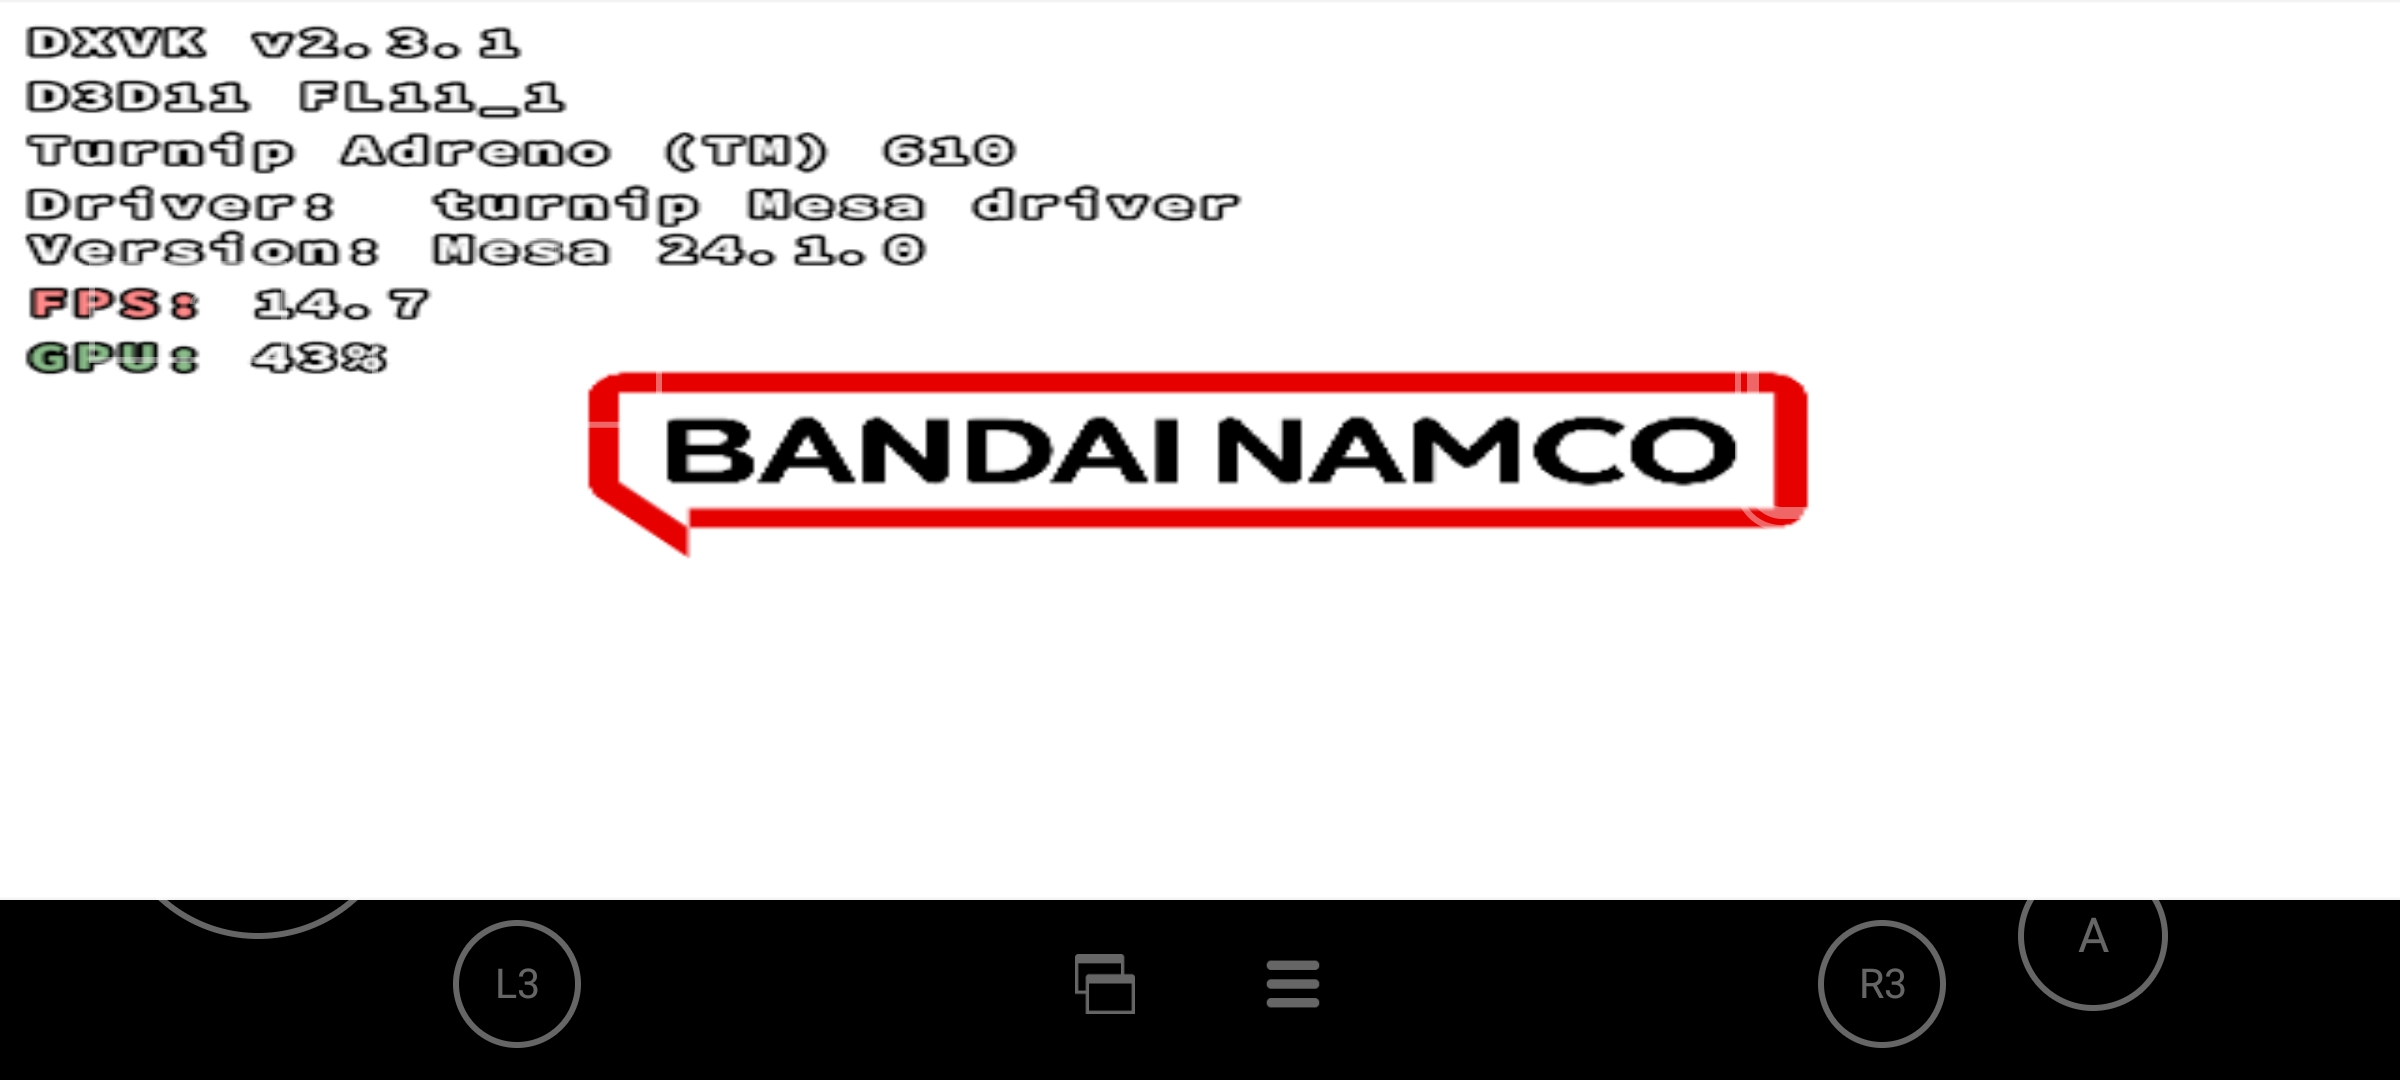 DXVK v2.3.1
D3D11 FL11_1
Turnip Adreno (TM) 610
Driver: turnip Mesa driver
Version: Mesa 24.1.0
FPS: 14.7
GPU: 43%
BANDAI NAMCO
L3
R3
A